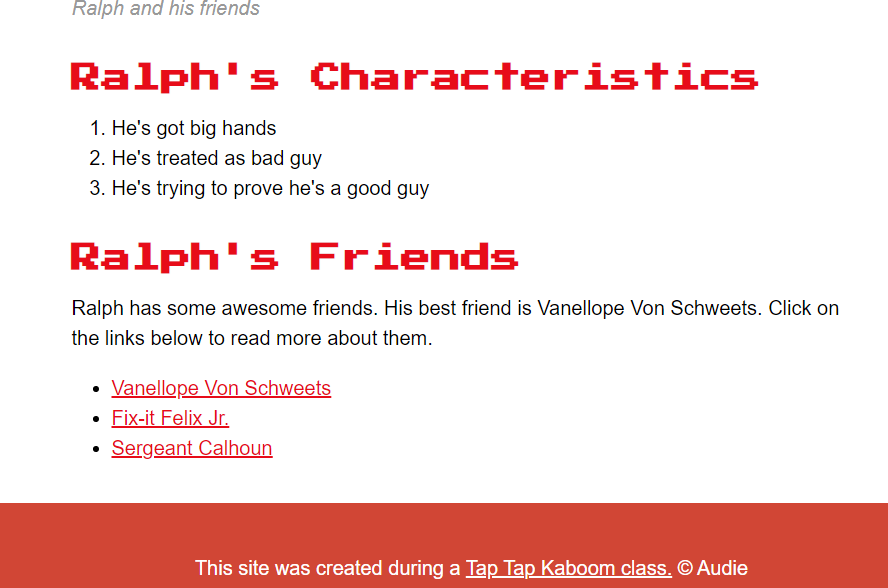 Ralph and his friends
Ralph's Characteristics
1. He's got big hands
2. He's treated as bad guy
3. He's trying to prove he's a good guy
Ralph's Friends
Ralph has some awesome friends. His best friend is Vanellope Von Schweets. Click on
the links below to read more about them.
• Vanellope Von Schweets
• Fix-it Felix Jr.
• Sergeant Calhoun
This site was created during a Tap Tap Kaboom class. © Audie